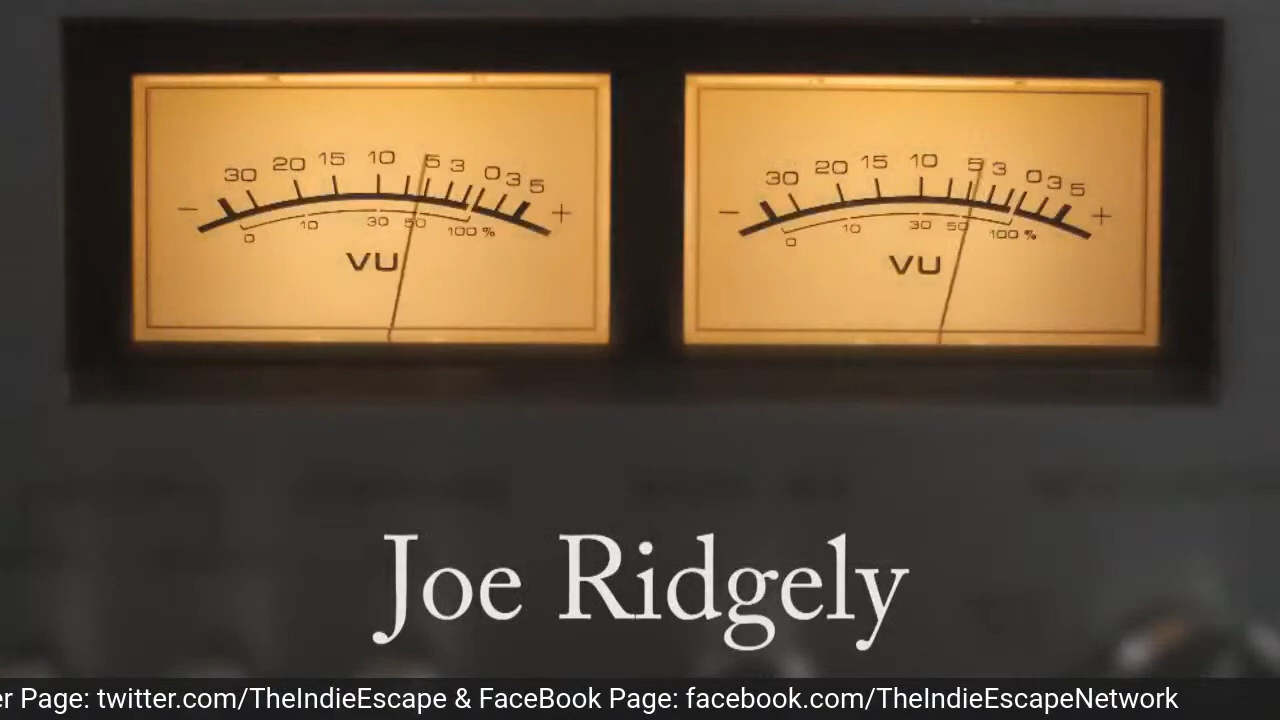 30 20 15 10 5 3 0 3 5
- +
0 10 30 50 100 %
VU
30 20 15 10 5 3 0 3 5
- +
0 10 30 50 100 %
VU
Joe Ridgely
er Page: twitter.com/TheIndieEscape & FaceBook Page: facebook.com/TheIndieEscapeNetwork